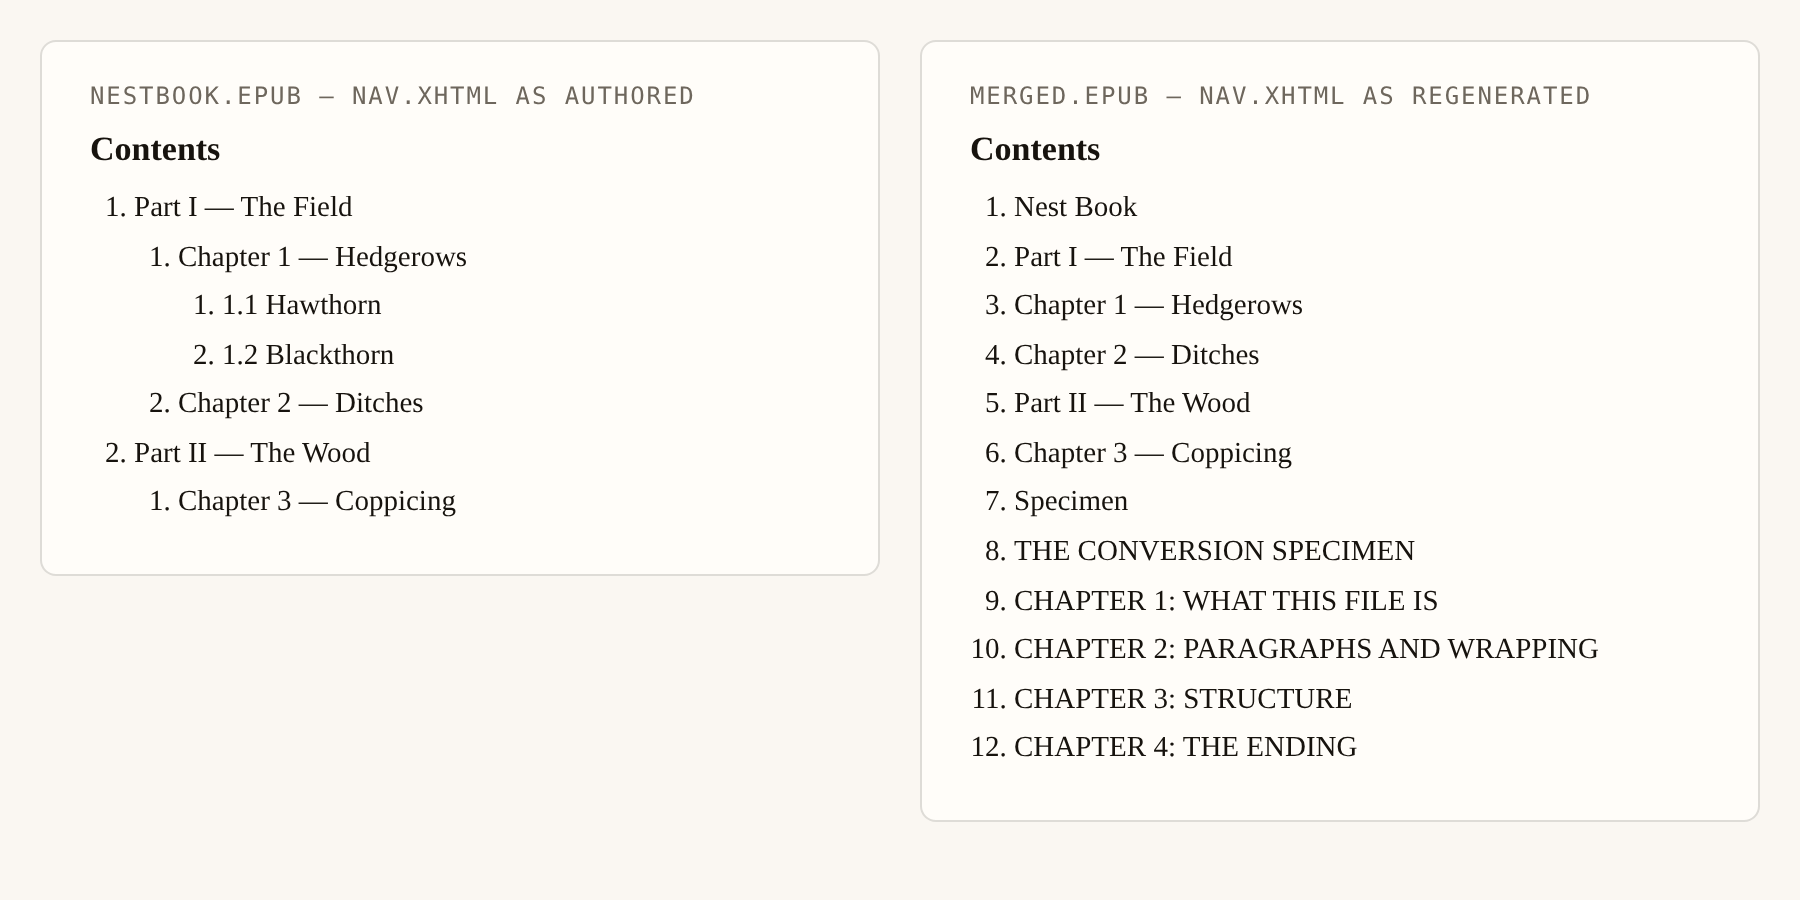 NESTBOOK.EPUB — NAV.XHTML AS AUTHORED
Contents
1. Part I — The Field
1. Chapter 1 — Hedgerows
1. 1.1 Hawthorn
2. 1.2 Blackthorn
2. Chapter 2 — Ditches
2. Part II — The Wood
1. Chapter 3 — Coppicing
MERGED.EPUB — NAV.XHTML AS REGENERATED
Contents
1. Nest Book
2. Part I — The Field
3. Chapter 1 — Hedgerows
4. Chapter 2 — Ditches
5. Part II — The Wood
6. Chapter 3 — Coppicing
7. Specimen
8. THE CONVERSION SPECIMEN
9. CHAPTER 1: WHAT THIS FILE IS
10. CHAPTER 2: PARAGRAPHS AND WRAPPING
11. CHAPTER 3: STRUCTURE
12. CHAPTER 4: THE ENDING